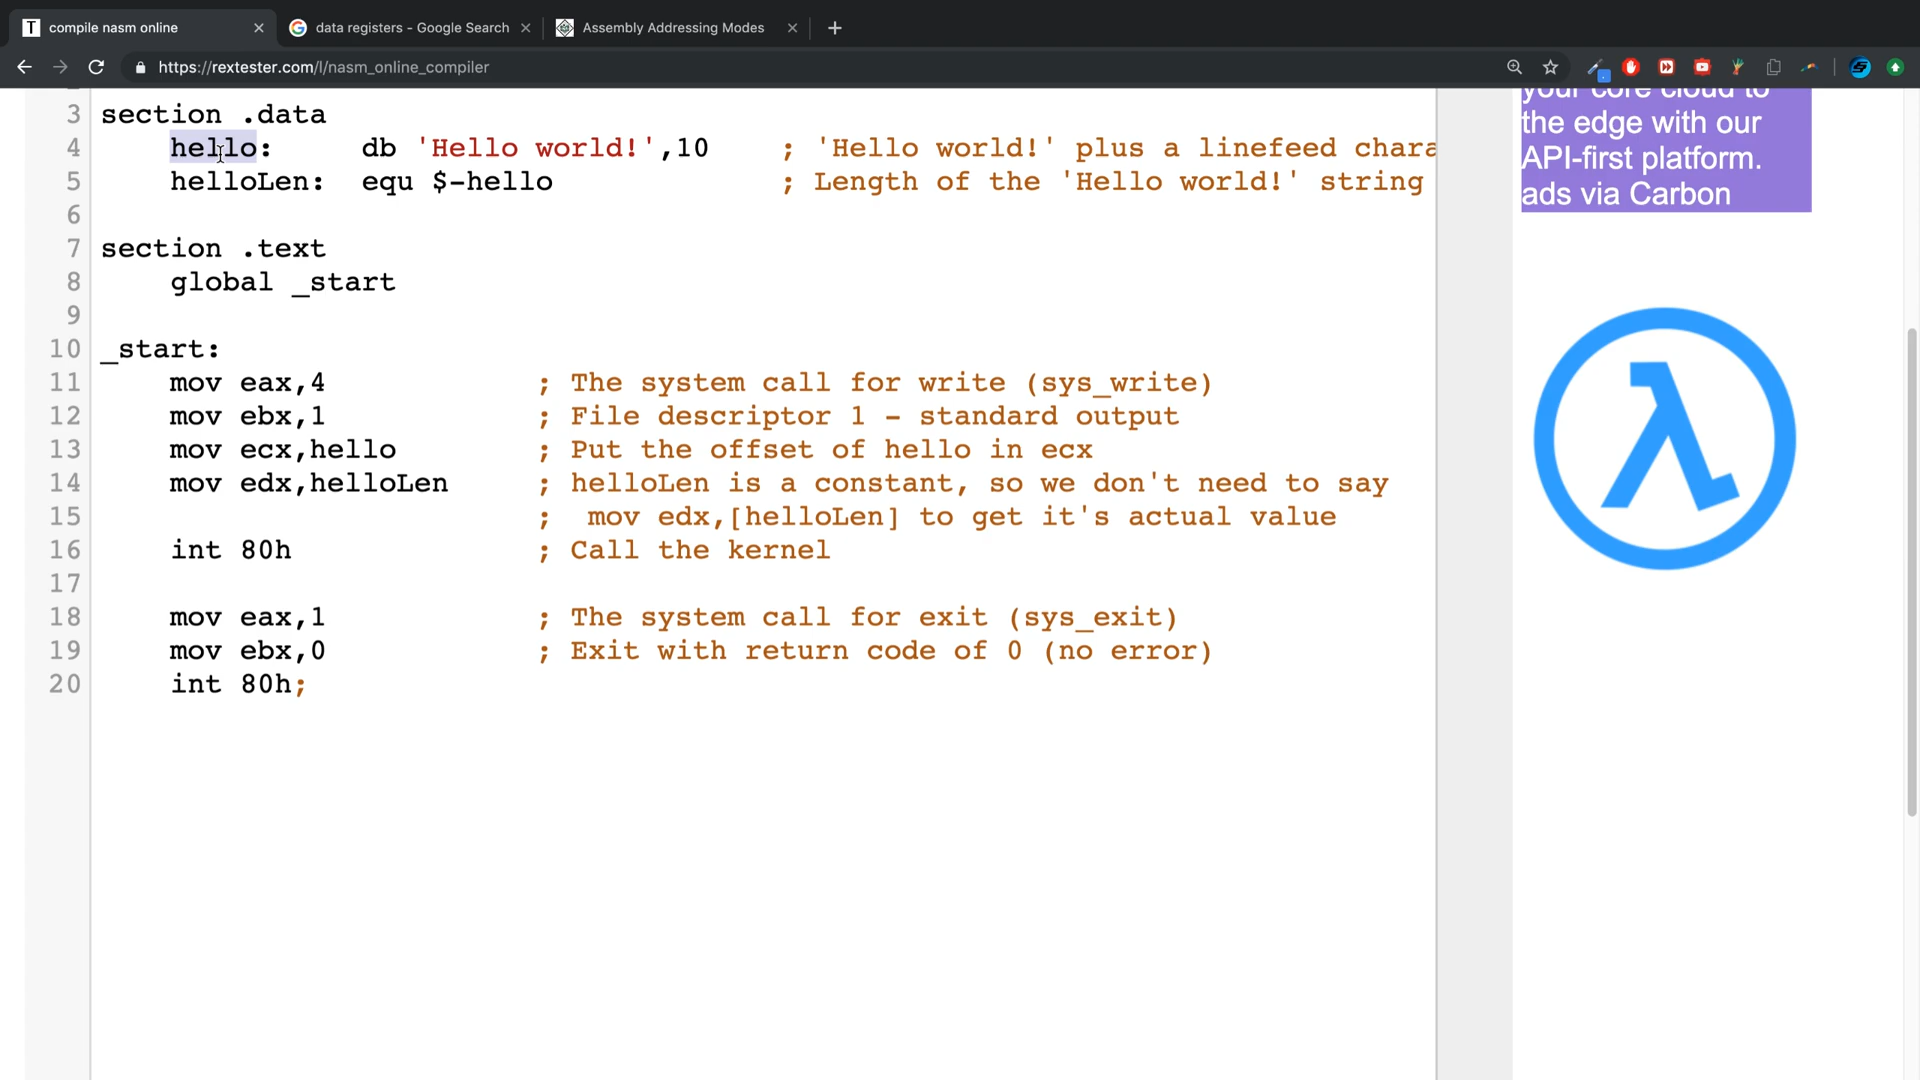 compile nasm online
data registers - Google Search
Assembly Addressing Modes
https://rextester.com/l/nasm_online_compiler
3 section .data
4 hello: db 'Hello world!',10 ; 'Hello world!' plus a linefeed chara
5 helloLen: equ $-hello ; Length of the 'Hello world!' string
6
7 section .text
8 global _start
9
10 _start:
11 mov eax,4 ; The system call for write (sys_write)
12 mov ebx,1 ; File descriptor 1 - standard output
13 mov ecx,hello ; Put the offset of hello in ecx
14 mov edx,helloLen ; helloLen is a constant, so we don't need to say
15 ; mov edx,[helloLen] to get it's actual value
16 int 80h ; Call the kernel
17
18 mov eax,1 ; The system call for exit (sys_exit)
19 mov ebx,0 ; Exit with return code of 0 (no error)
20 int 80h;
your core cloud to
the edge with our
API-first platform.
ads via Carbon